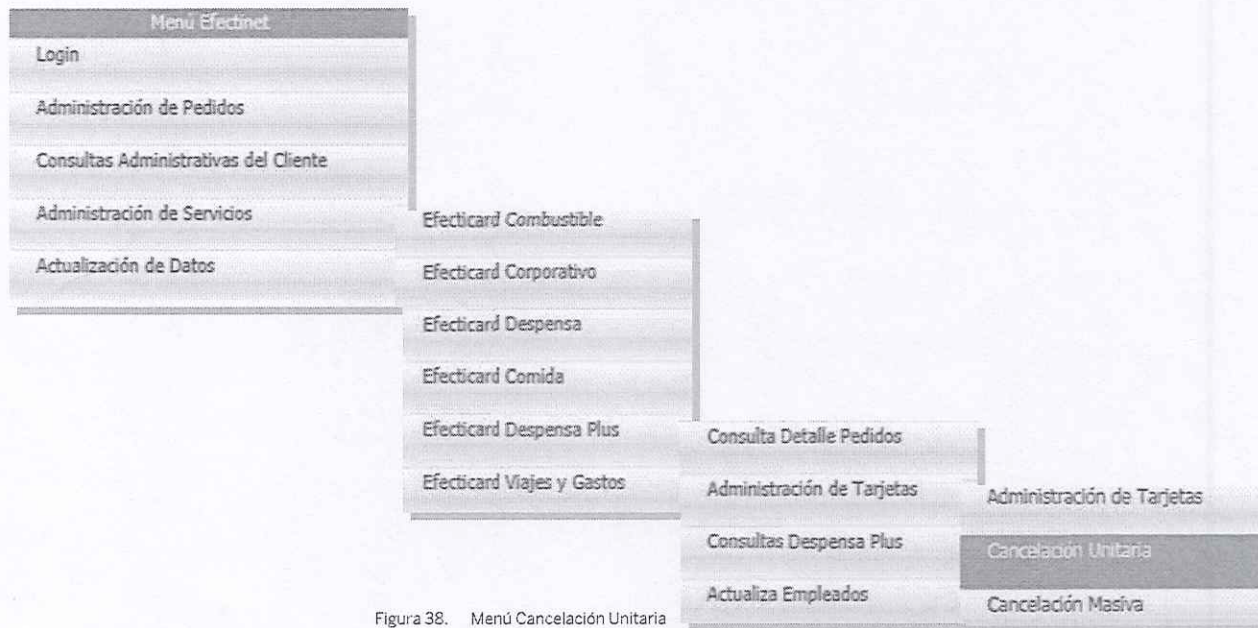 Menú Efectinet
Login
Administración de Pedidos
Consultas Administrativas del Cliente
Administración de Servicios
Actualización de Datos
Efecticard Combustible
Efecticard Corporativo
Efecticard Despensa
Efecticard Comida
Efecticard Despensa Plus
Efecticard Viajes y Gastos
Consulta Detalle Pedidos
Administración de Tarjetas
Consultas Despensa Plus
Actualiza Empleados
Administración de Tarjetas
Cancelación Unitaria
Cancelación Masiva
Figura 38. Menú Cancelación Unitaria